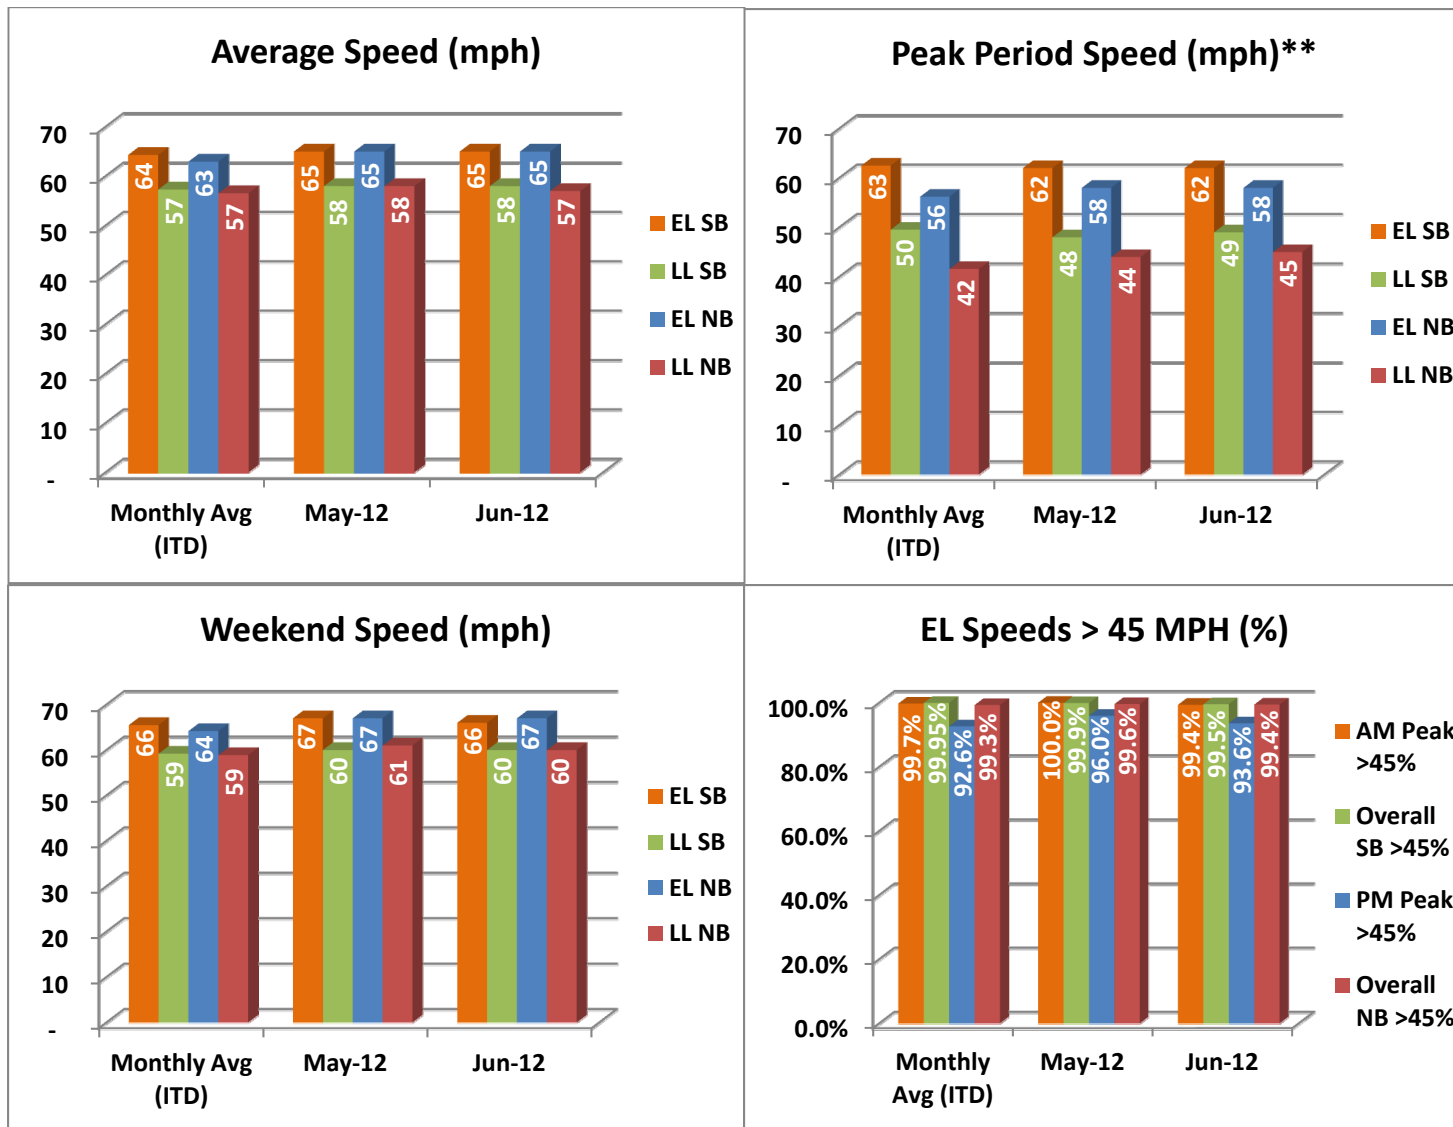 Average Speed (mph)
70
60
50
40
30
20
10
-
64
57
63
57
65
58
65
58
65
58
65
57
Monthly Avg
(ITD)
May-12
Jun-12
EL SB
LL SB
EL NB
LL NB
Peak Period Speed (mph)**
70
60
50
40
30
20
10
-
63
50
56
42
62
48
58
44
62
49
58
45
Monthly Avg
(ITD)
May-12
Jun-12
EL SB
LL SB
EL NB
LL NB
Weekend Speed (mph)
70
60
50
40
30
20
10
-
66
59
64
59
67
60
67
61
66
60
67
60
Monthly Avg
(ITD)
May-12
Jun-12
EL SB
LL SB
EL NB
LL NB
EL Speeds > 45 MPH (%)
100.0%
80.0%
60.0%
40.0%
20.0%
0.0%
99.7%
99.95%
92.6%
99.3%
100.0%
99.9%
96.0%
99.6%
99.4%
99.5%
93.6%
99.4%
Monthly
Avg (ITD)
May-12
Jun-12
AM Peak
>45%
Overall
SB >45%
PM Peak
>45%
Overall
NB >45%